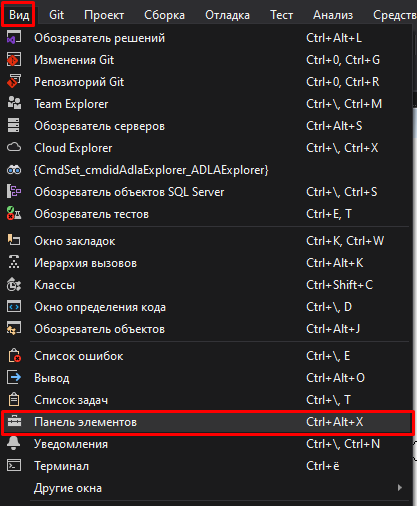 Вид Git Проект Сборка Отладка Тест Анализ Средств
Обозреватель решений Ctrl+Alt+L
Изменения Git Ctrl+0, Ctrl+G
Репозиторий Git Ctrl+0, Ctrl+R
Team Explorer Ctrl+\, Ctrl+M
Обозреватель серверов Ctrl+Alt+S
Cloud Explorer Ctrl+\, Ctrl+X
{CmdSet_cmdidAdlaExplorer_ADLAExplorer}
Обозреватель объектов SQL Server Ctrl+\, Ctrl+S
Обозреватель тестов Ctrl+E, T
Окно закладок Ctrl+K, Ctrl+W
Иерархия вызовов Ctrl+Alt+K
Классы Ctrl+Shift+C
Окно определения кода Ctrl+\, D
Обозреватель объектов Ctrl+Alt+J
Список ошибок Ctrl+\, E
Вывод Ctrl+Alt+O
Список задач Ctrl+\, T
Панель элементов Ctrl+Alt+X
Уведомления Ctrl+\, Ctrl+N
Терминал Ctrl+ё
Другие окна